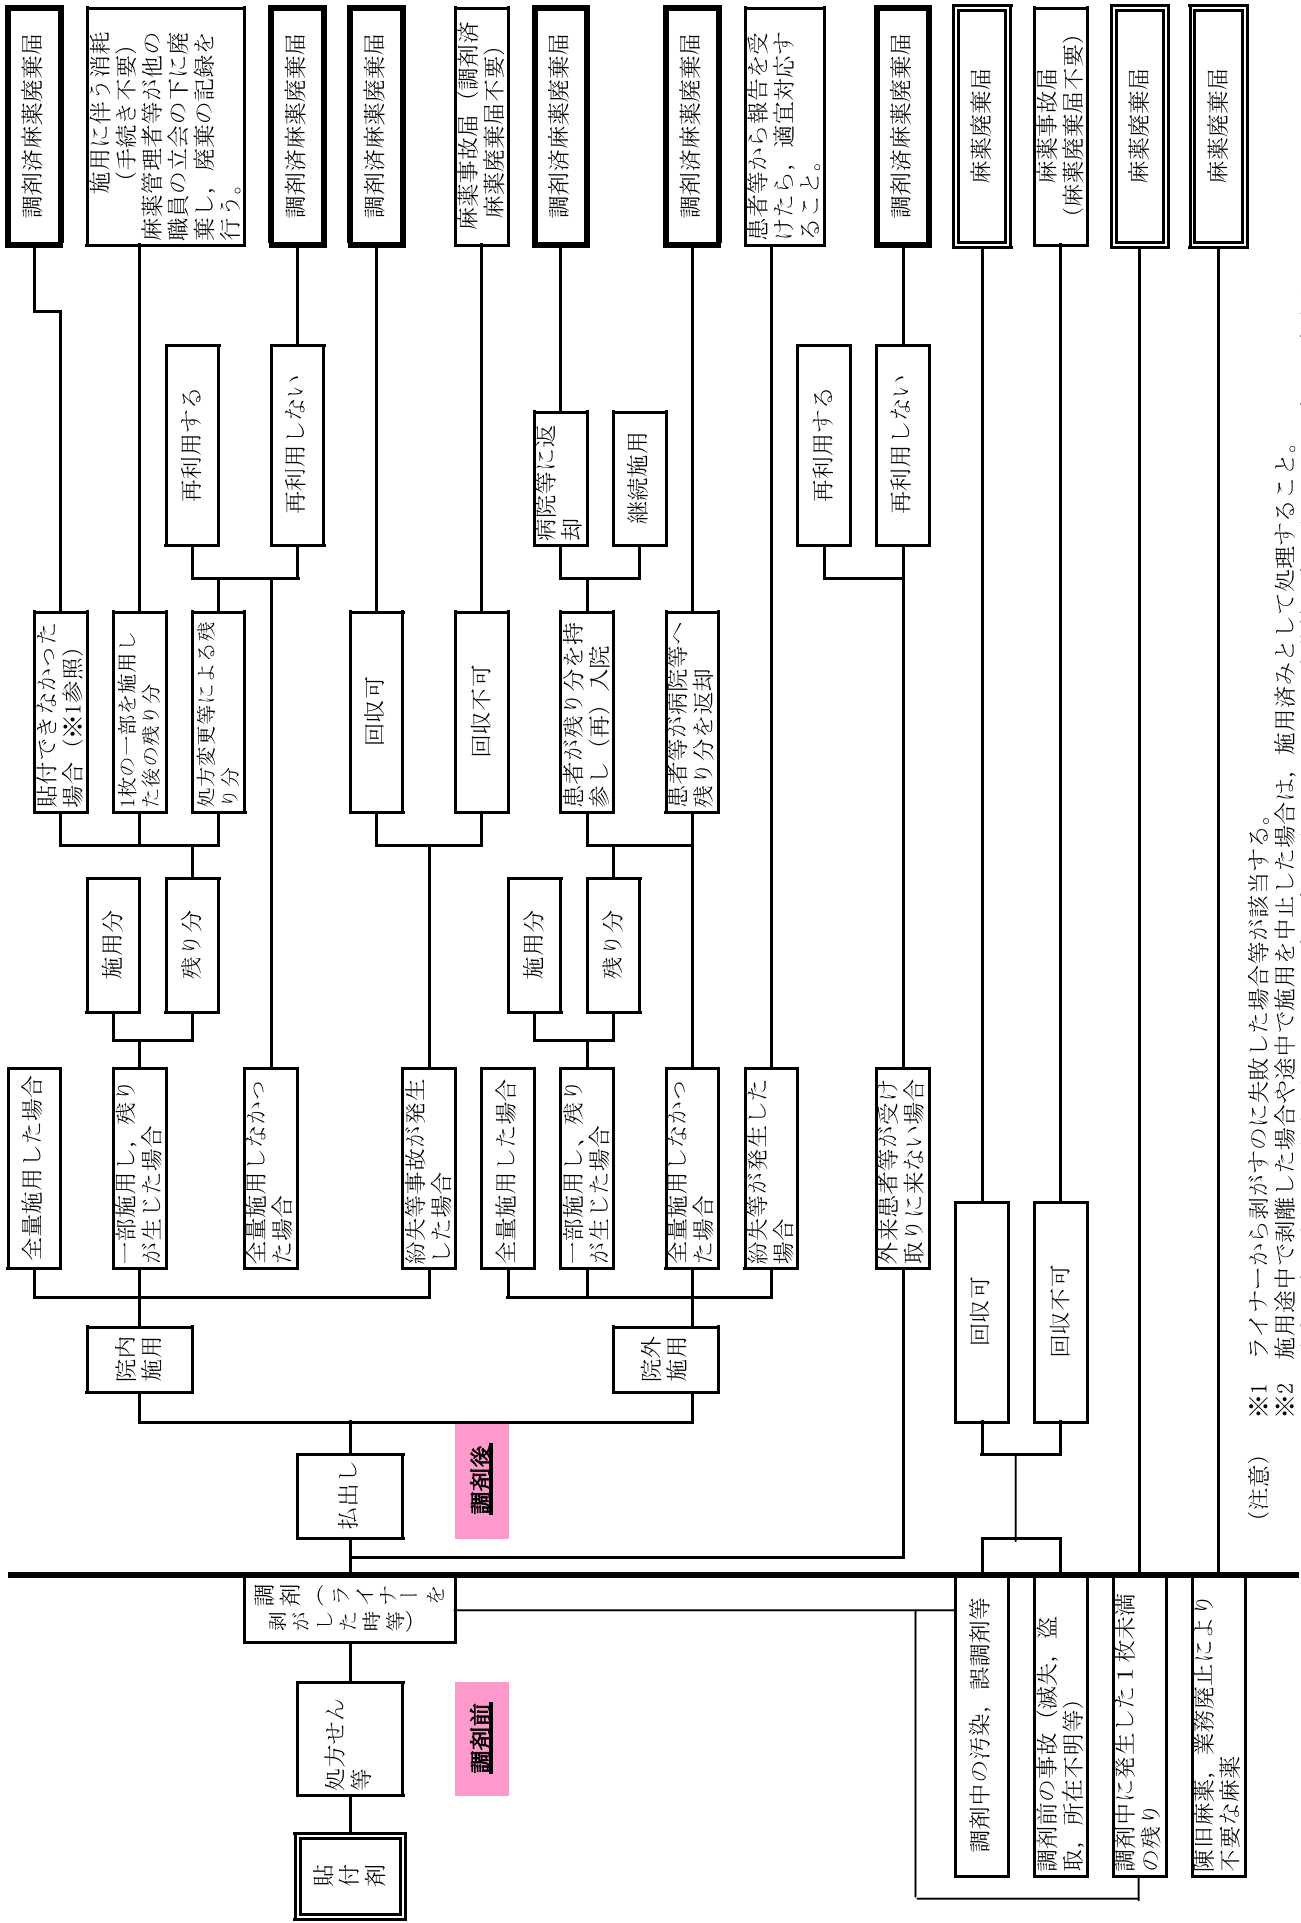 貼付剤
処方せん
等
調剤
（ライナーを
剥がした
時等）
調剤前
調剤後
払出し
院内
施用
院外
施用
全量施用した場合
一部施用し，残り
が生じた場合
全量施用しなかっ
た場合
紛失等事故が発生
した場合
全量施用した場合
一部施用し、残り
が生じた場合
全量施用しなかっ
た場合
紛失等が発生した
場合
外来患者等が受け
取りに来ない場合
施用分
残り分
施用分
残り分
貼付できなかった
場合（※1参照）
1枚の一部を施用し
た後の残り分
処方変更等による残
り分
回収可
回収不可
患者が残り分を持
参し（再）入院
患者等が病院等へ
残り分を返却
再利用する
再利用しない
病院等に返
却
継続施用
再利用する
再利用しない
調剤済麻薬廃棄届
施用に伴う消耗
（手続き不要）
麻薬管理者等が他の
職員の立会の下に廃
棄し，廃棄の記録を
行う。
調剤済麻薬廃棄届
調剤済麻薬廃棄届
麻薬事故届（調剤済
麻薬廃棄届不要）
調剤済麻薬廃棄届
調剤済麻薬廃棄届
患者等から報告を受
けたら，適宜対応す
ること。
調剤済麻薬廃棄届
調剤中の汚染，誤調剤等
調剤前の事故（滅失，盗
取，所在不明等）
調剤中に発生した１枚未満
の残り
陳旧麻薬，業務廃止により
不要な麻薬
回収可
回収不可
麻薬廃棄届
麻薬事故届
（麻薬廃棄届不要）
麻薬廃棄届
麻薬廃棄届
（注意）　※1　ライナーから剥がすのに失敗した場合等が該当する。
※2　施用途中で剥離した場合や途中で施用を中止した場合は，施用済みとして処理すること。